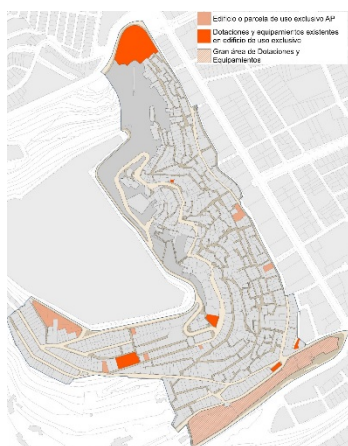 Edificio o parcela de uso exclusivo AP
Dotaciones y equipamientos existentes
en edificio de uso exclusivo
Gran área de Dotaciones y
Equipamientos